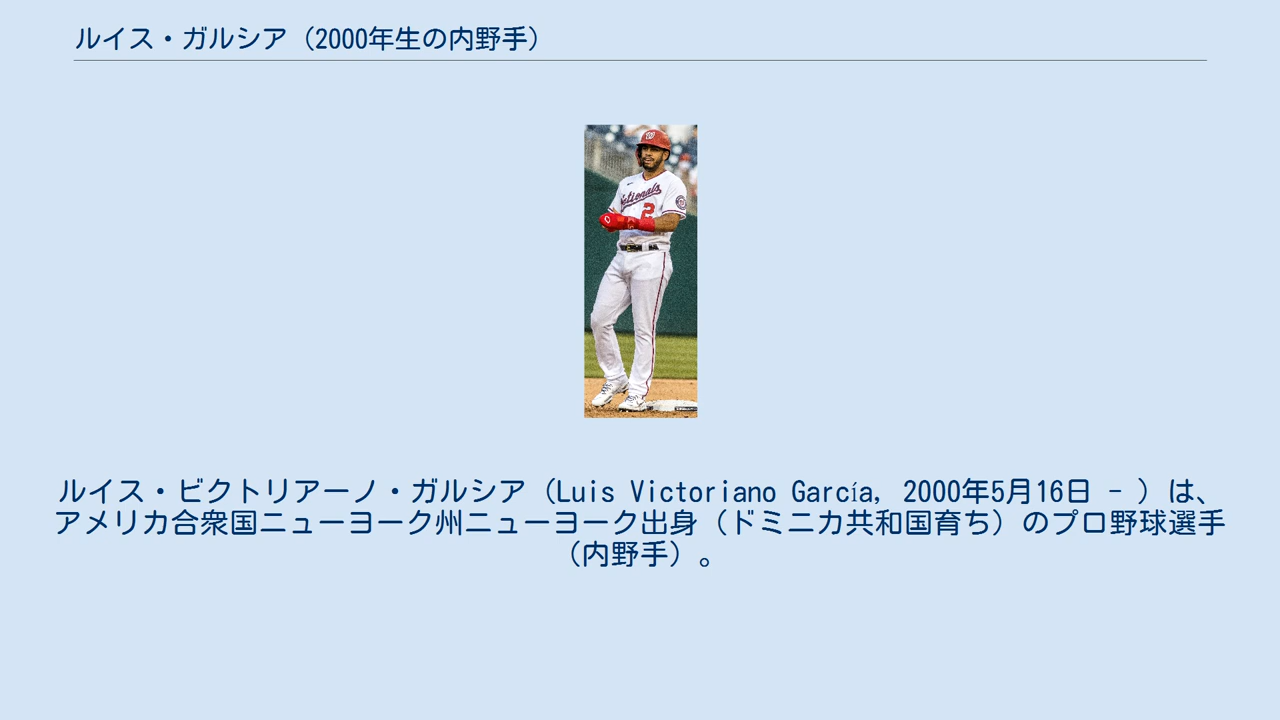 ルイス・ガルシア（2000年生の内野手）
W
Nationals
2
ルイス・ビクトリアーノ・ガルシア（Luis Victoriano García, 2000年5月16日 - ）は、
アメリカ合衆国ニューヨーク州ニューヨーク出身（ドミニカ共和国育ち）のプロ野球選手
（内野手）。